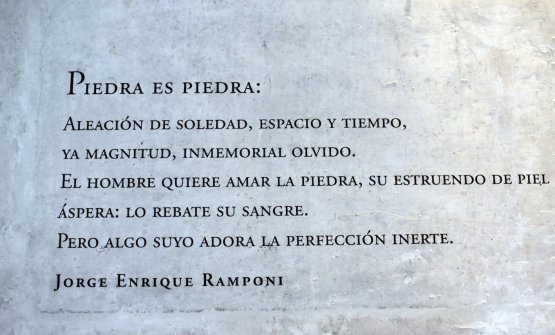 Piedra es piedra:
Aleación de soledad, espacio y tiempo,
ya magnitud, inmemorial olvido.
El hombre quiere amar la piedra, su estruendo de piel
áspera: lo rebate su sangre.
Pero algo suyo adora la perfección inerte.
Jorge Enrique Ramponi